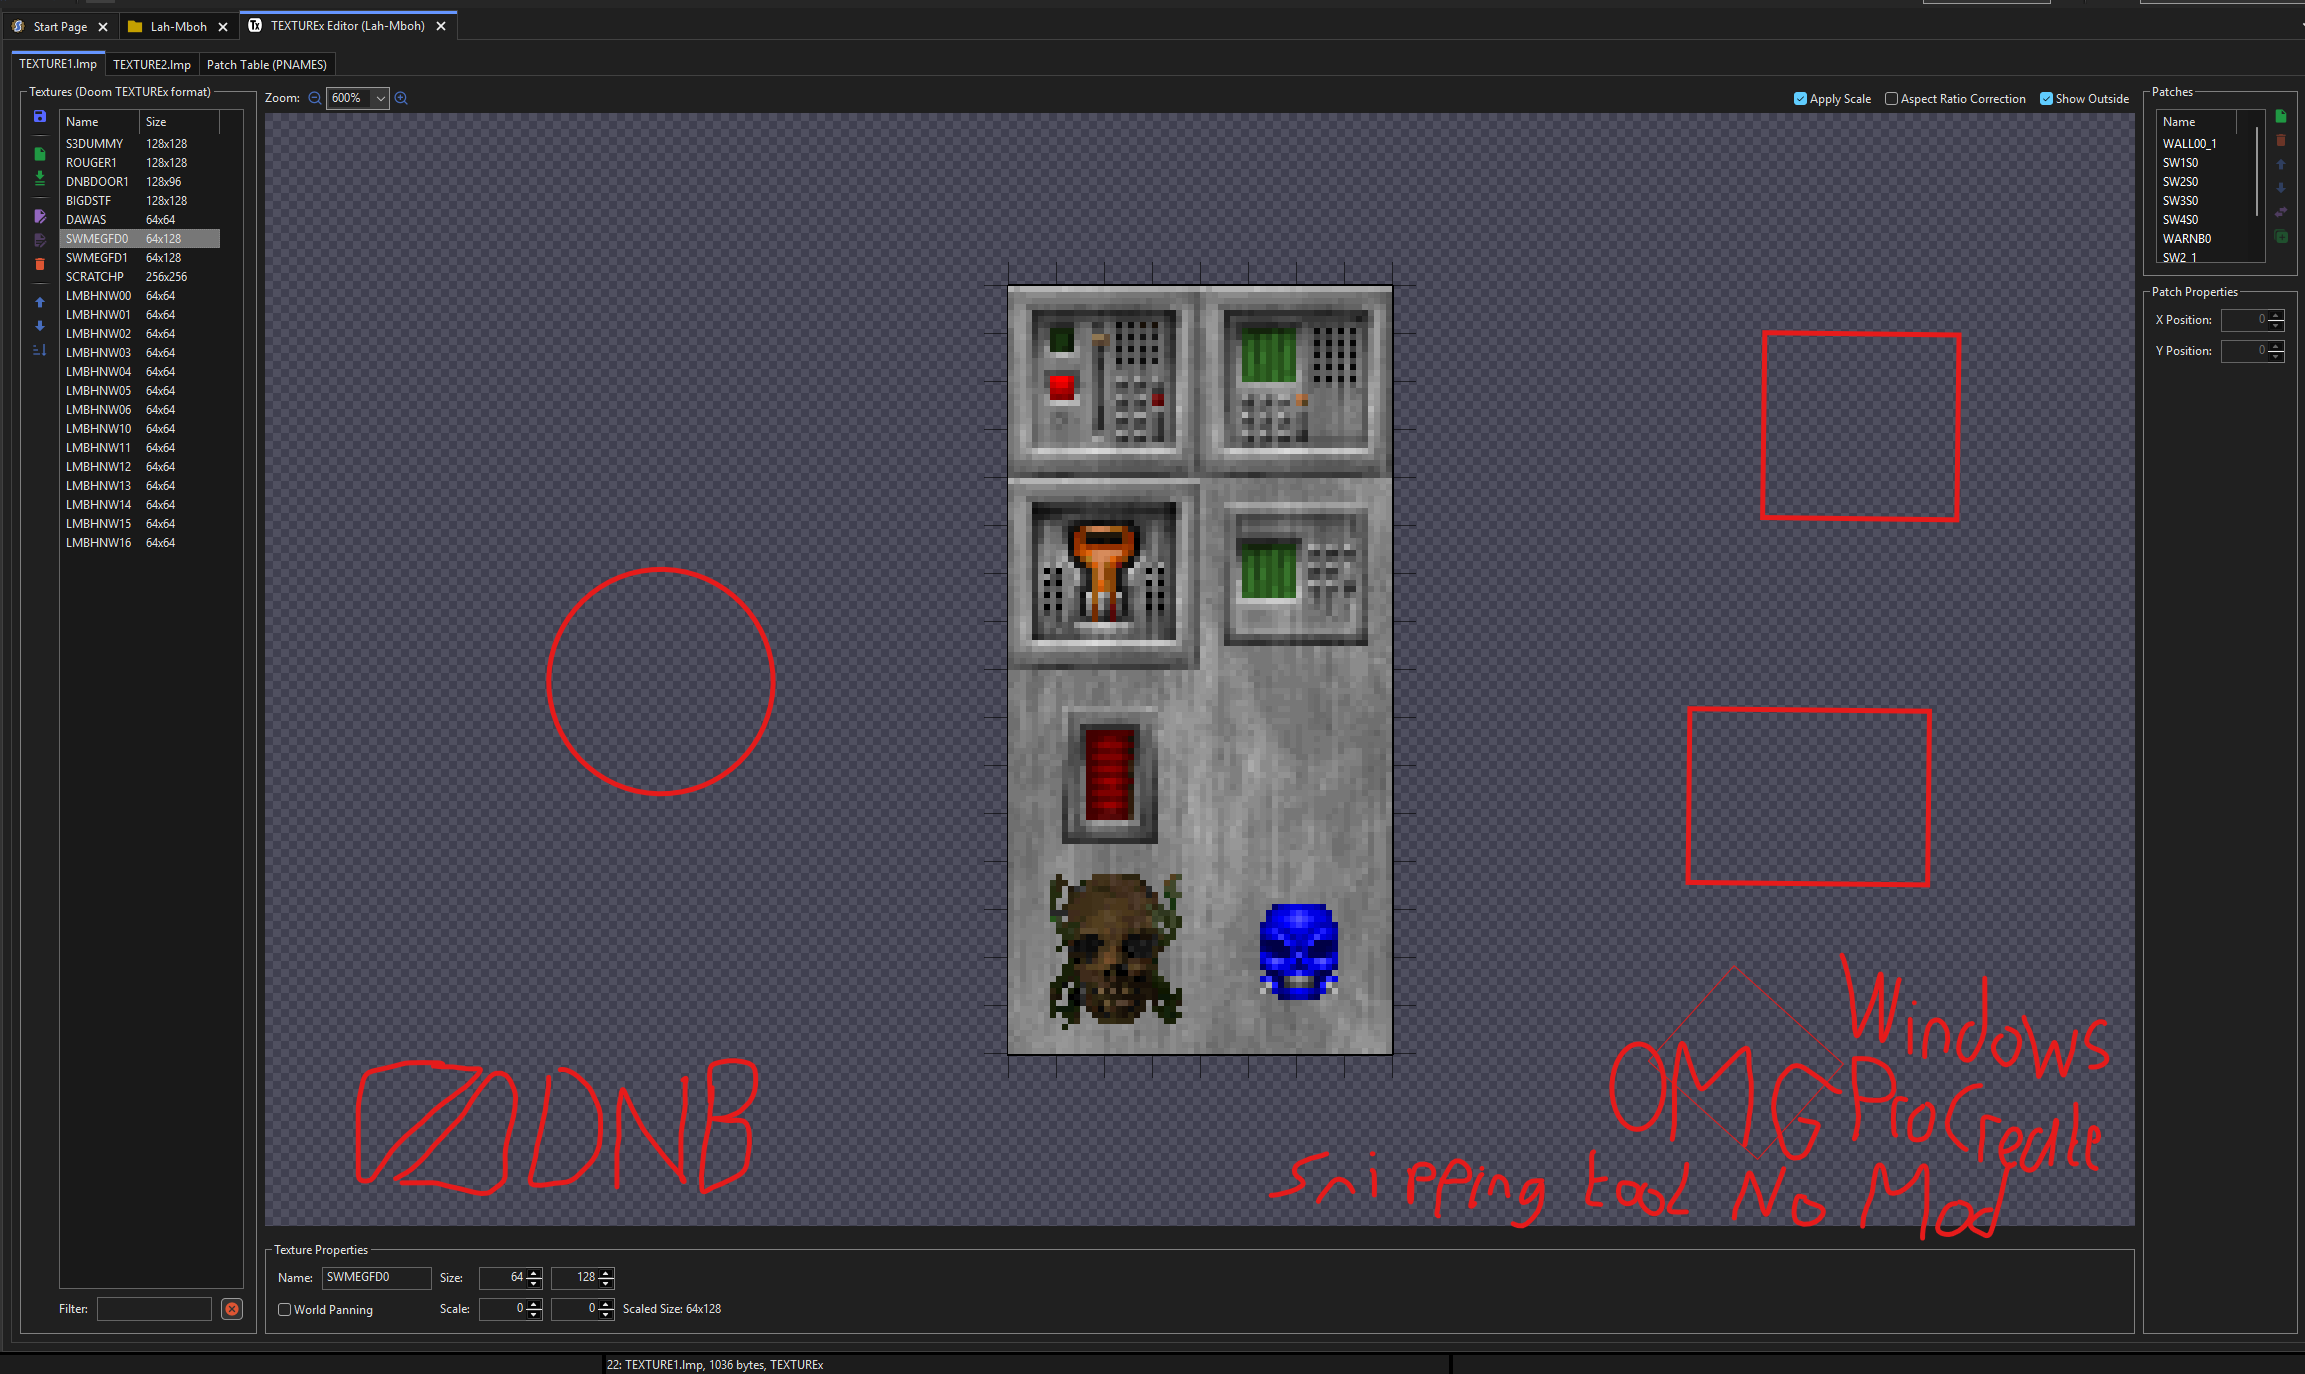 Start Page
Lah-Mboh
TEXTUREx Editor (Lah-Mboh)
TEXTURE1.lmp
TEXTURE2.lmp
Patch Table (PNAMES)
Textures (Doom TEXTUREx format)
Name Size
S3DUMMY 128x128
ROUGER1 128x128
DNBDOOR1 128x96
BIGDSTF 128x128
DAWAS 64x64
SWMEGFD0 64x128
SWMEGFD1 64x128
SCRATCHP 256x256
LMBHNW00 64x64
LMBHNW01 64x64
LMBHNW02 64x64
LMBHNW03 64x64
LMBHNW04 64x64
LMBHNW05 64x64
LMBHNW06 64x64
LMBHNW10 64x64
LMBHNW11 64x64
LMBHNW12 64x64
LMBHNW13 64x64
LMBHNW14 64x64
LMBHNW15 64x64
LMBHNW16 64x64
Filter:
Zoom: 600%
Apply Scale
Aspect Ratio Correction
Show Outside
DNB
Windows
OMG ProCreate
Snipping tool No Mod
Texture Properties
Name: SWMEGFD0 Size: 64 128
World Panning Scale: 0 0 Scaled Size: 64x128
Patches
Name
WALL00_1
SW1S0
SW2S0
SW3S0
SW4S0
WARNB0
SW2_1
Patch Properties
X Position: 0
Y Position: 0
22: TEXTURE1.lmp, 1036 bytes, TEXTUREx